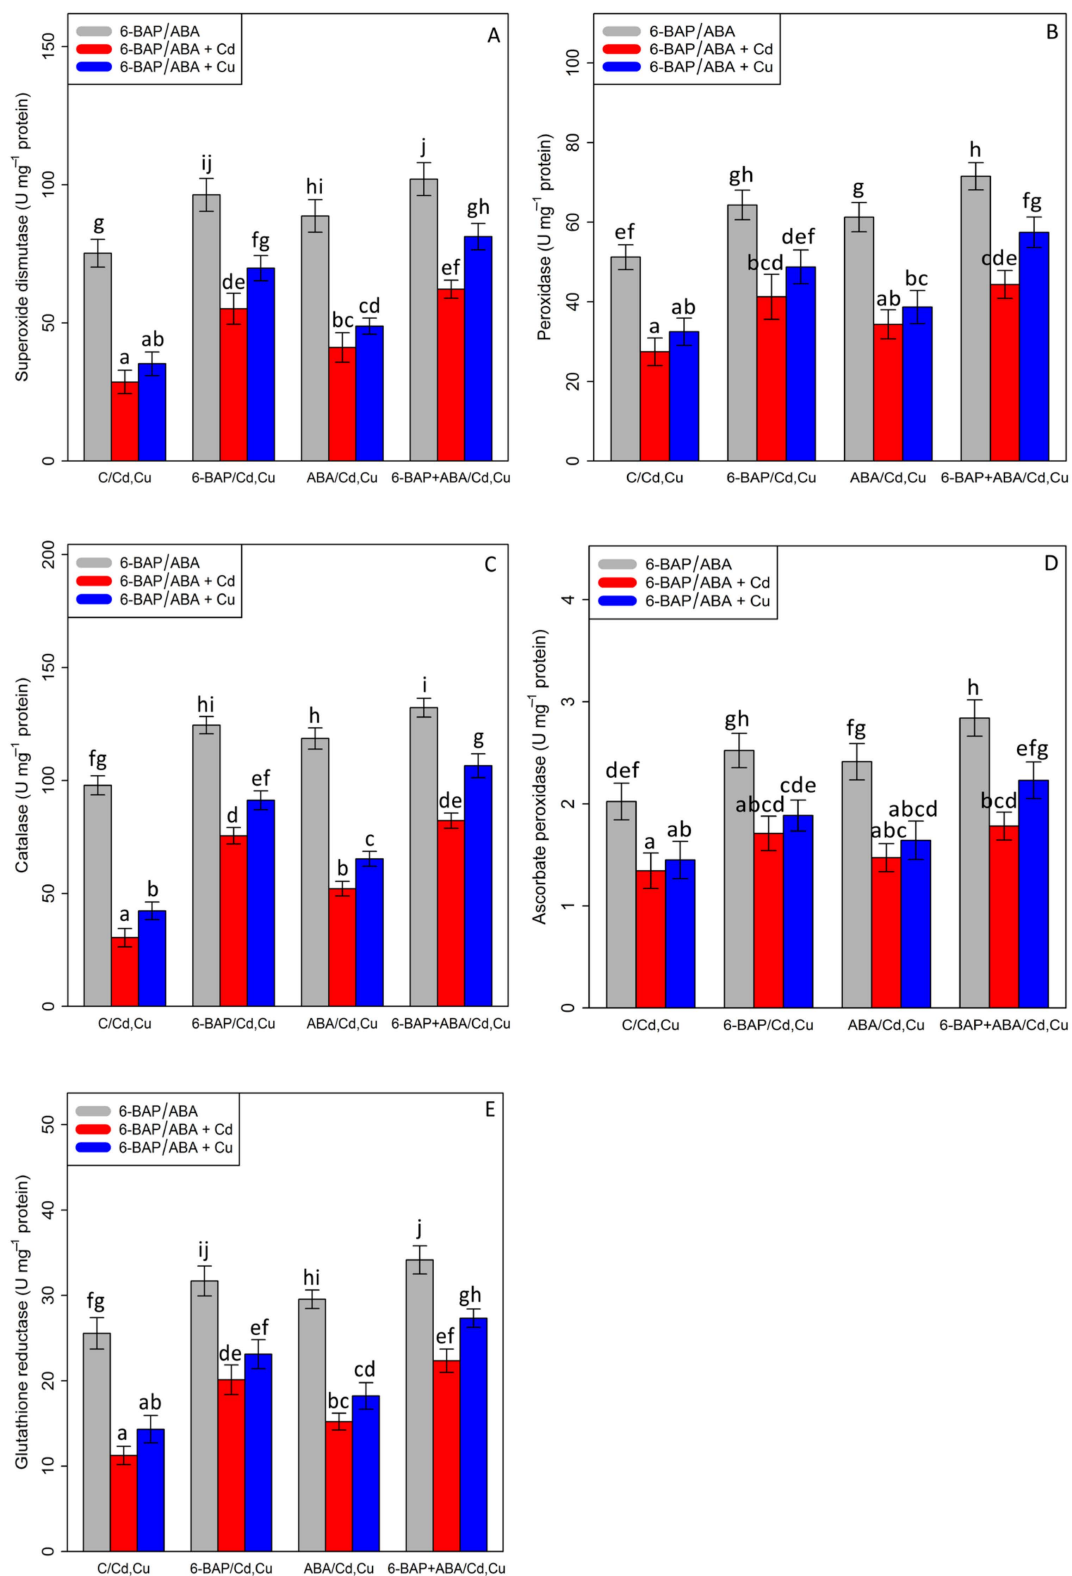 A
6-BAP/ABA
6-BAP/ABA + Cd
6-BAP/ABA + Cu
Superoxide dismutase (U mg⁻¹ protein)
150
100
50
0
g
a
ab
ij
de
fg
hi
bc
cd
j
ef
gh
C/Cd,Cu
6-BAP/Cd,Cu
ABA/Cd,Cu
6-BAP+ABA/Cd,Cu
B
6-BAP/ABA
6-BAP/ABA + Cd
6-BAP/ABA + Cu
Peroxidase (U mg⁻¹ protein)
100
80
60
40
20
0
ef
a
ab
gh
bcd
def
g
ab
bc
h
cde
fg
C/Cd,Cu
6-BAP/Cd,Cu
ABA/Cd,Cu
6-BAP+ABA/Cd,Cu
C
6-BAP/ABA
6-BAP/ABA + Cd
6-BAP/ABA + Cu
Catalase (U mg⁻¹ protein)
200
150
100
50
0
fg
a
b
hi
d
ef
h
b
c
i
de
g
C/Cd,Cu
6-BAP/Cd,Cu
ABA/Cd,Cu
6-BAP+ABA/Cd,Cu
D
6-BAP/ABA
6-BAP/ABA + Cd
6-BAP/ABA + Cu
Ascorbate peroxidase (U mg⁻¹ protein)
4
3
2
1
0
def
a
ab
gh
abcd
cde
fg
abc
abcd
h
bcd
efg
C/Cd,Cu
6-BAP/Cd,Cu
ABA/Cd,Cu
6-BAP+ABA/Cd,Cu
E
6-BAP/ABA
6-BAP/ABA + Cd
6-BAP/ABA + Cu
Glutathione reductase (U mg⁻¹ protein)
50
40
30
20
10
0
fg
a
ab
ij
de
ef
hi
bc
cd
j
ef
gh
C/Cd,Cu
6-BAP/Cd,Cu
ABA/Cd,Cu
6-BAP+ABA/Cd,Cu